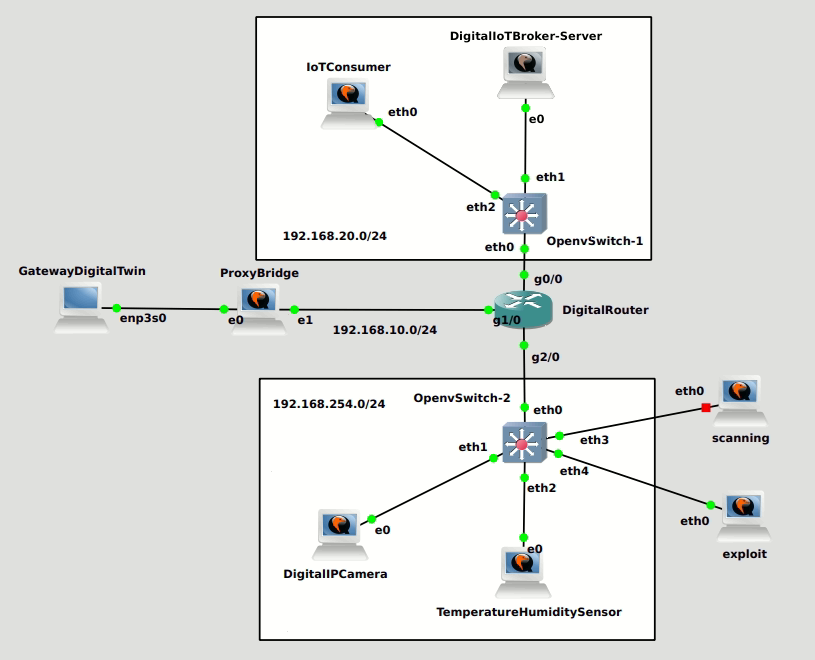 DigitalIoTBroker-Server
IoTConsumer
eth0
e0
eth1
eth2
192.168.20.0/24
OpenvSwitch-1
eth0
GatewayDigitalTwin
ProxyBridge
g0/0
DigitalRouter
enp3s0
e0
e1
g1/0
192.168.10.0/24
g2/0
192.168.254.0/24
OpenvSwitch-2
eth0
eth0
eth3
scanning
eth1
eth4
eth2
eth0
e0
e0
exploit
DigitalIPCamera
TemperatureHumiditySensor